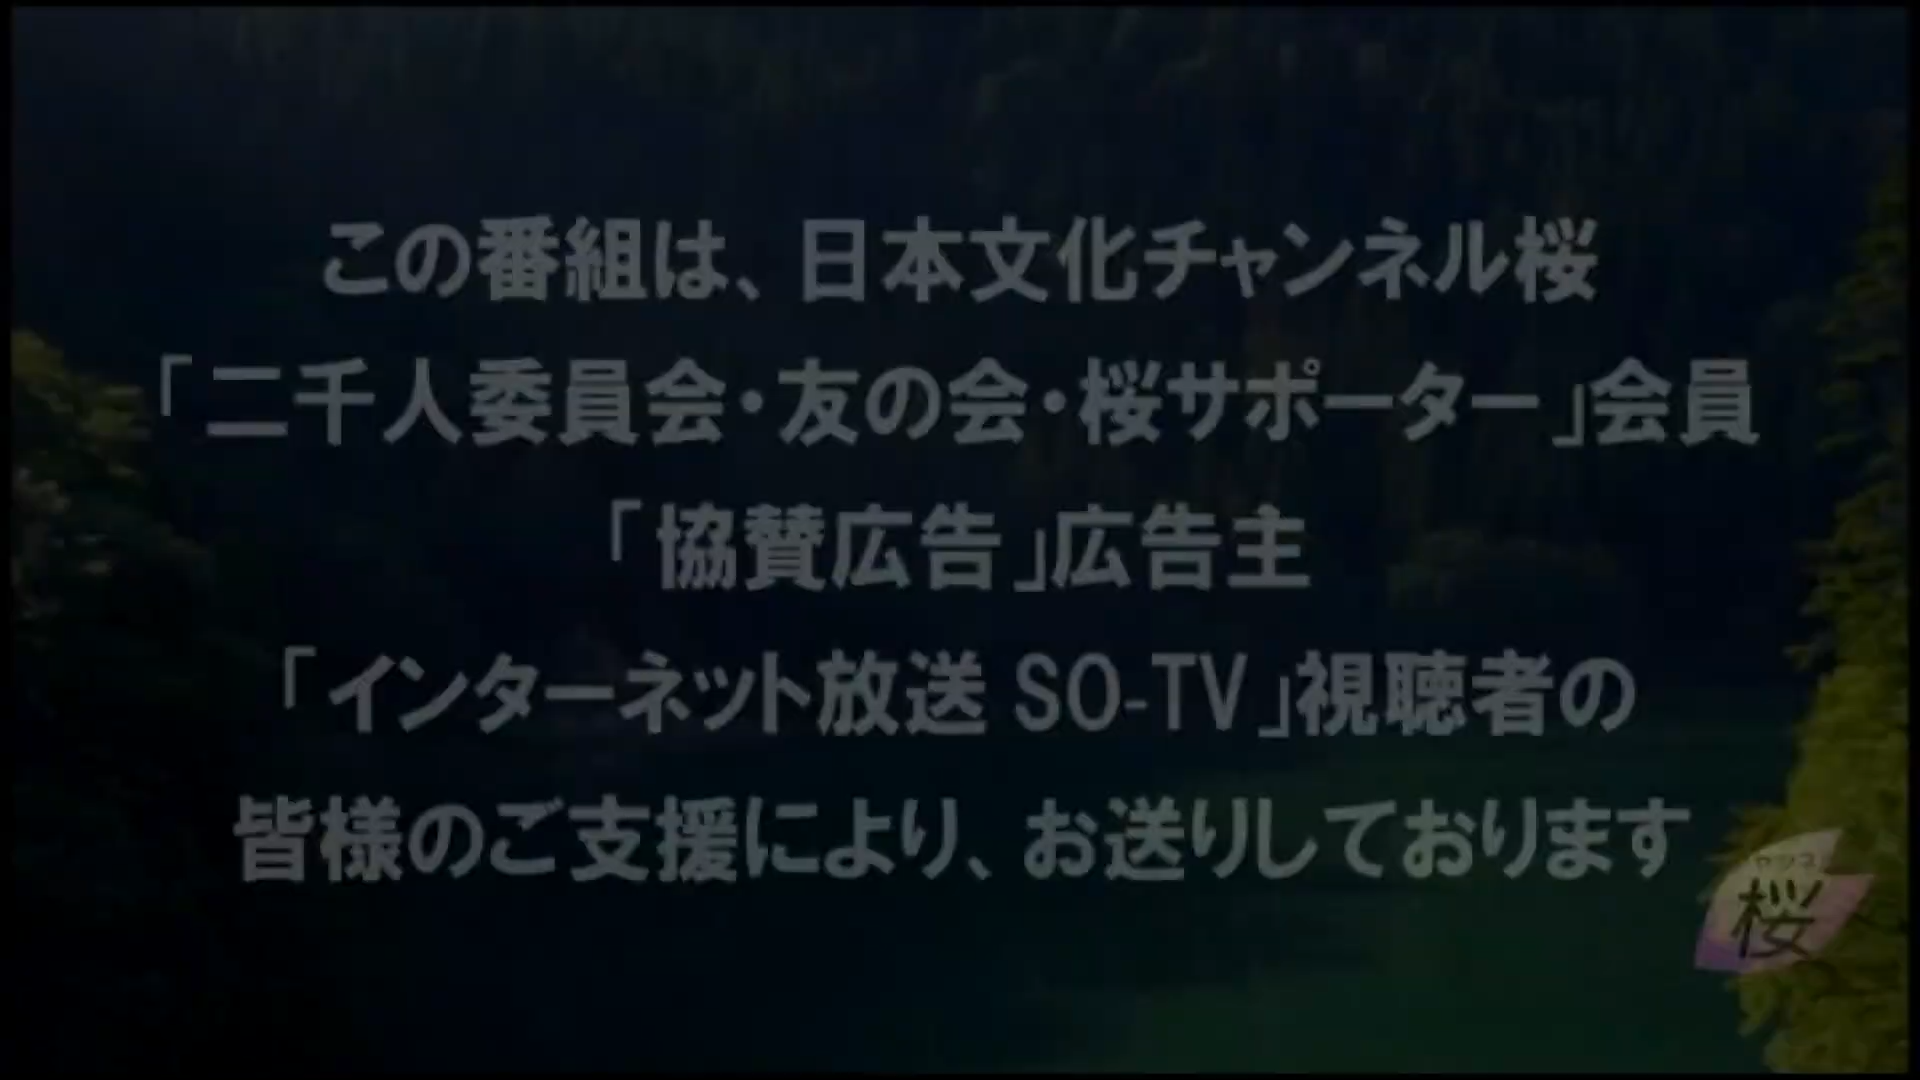 この番組は、日本文化チャンネル桜
「二千人委員会・友の会・桜サポーター」会員
「協賛広告」広告主
「インターネット放送 SO-TV」視聴者の
皆様のご支援により、お送りしております
桜